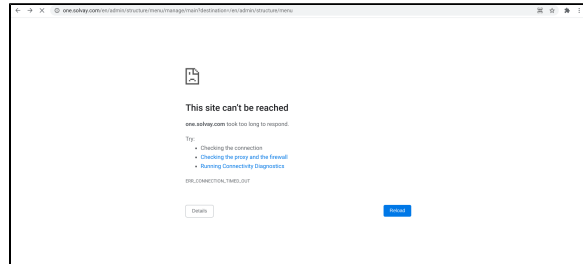 one.solvay.com/en/admin/structure/menu/manage/main?destination=/en/admin/structure/menu
This site can't be reached
one.solvay.com took too long to respond.
Try:
Checking the connection
Checking the proxy and the firewall
Running Connectivity Diagnostics
ERR_CONNECTION_TIMED_OUT
Details
Reload